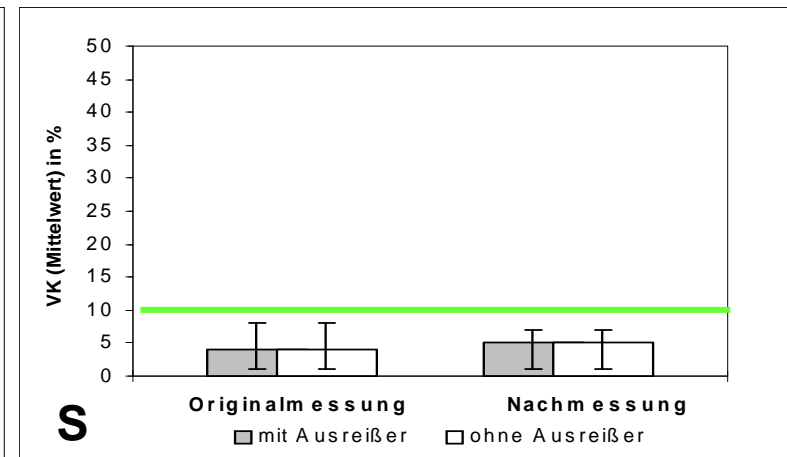 VK (Mittelwert) in %
50
45
40
35
30
25
20
15
10
5
0
Originalmessung Nachmessung
S
mit Ausreißer ohne Ausreißer